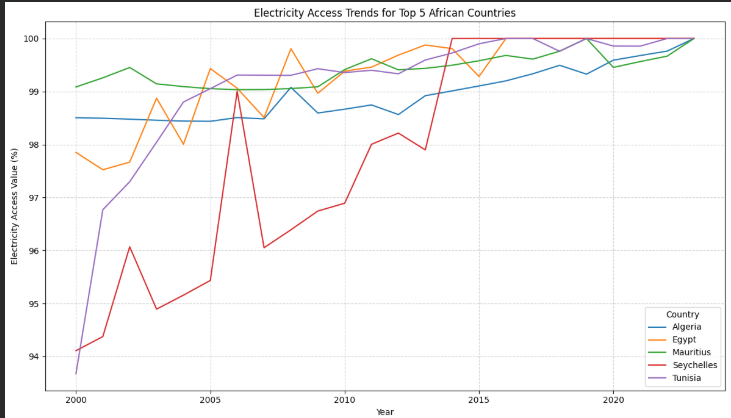 Electricity Access Trends for Top 5 African Countries
Electricity Access Value (%)
100
99
98
97
96
95
94
2000
2005
2010
2015
2020
Year
Country
Algeria
Egypt
Mauritius
Seychelles
Tunisia